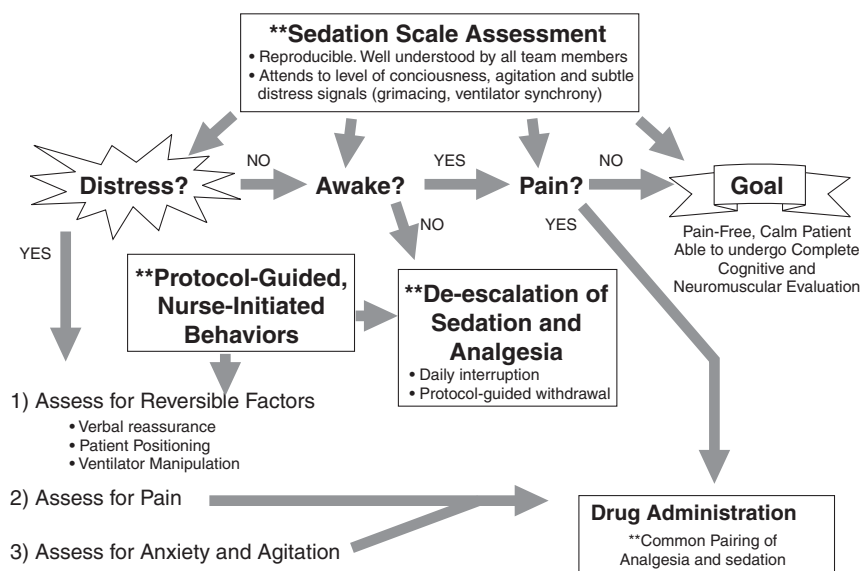 **Sedation Scale Assessment
• Reproducible. Well understood by all team members
• Attends to level of conciousness, agitation and subtle
distress signals (grimacing, ventilator synchrony)
Distress?
NO
Awake?
YES
Pain?
NO
Goal
YES
NO
YES
Pain-Free, Calm Patient
Able to undergo Complete
Cognitive and
Neuromuscular Evaluation
**Protocol-Guided,
Nurse-Initiated
Behaviors
**De-escalation of
Sedation and
Analgesia
• Daily interruption
• Protocol-guided withdrawal
1) Assess for Reversible Factors
• Verbal reassurance
• Patient Positioning
• Ventilator Manipulation
2) Assess for Pain
3) Assess for Anxiety and Agitation
Drug Administration
**Common Pairing of
Analgesia and sedation